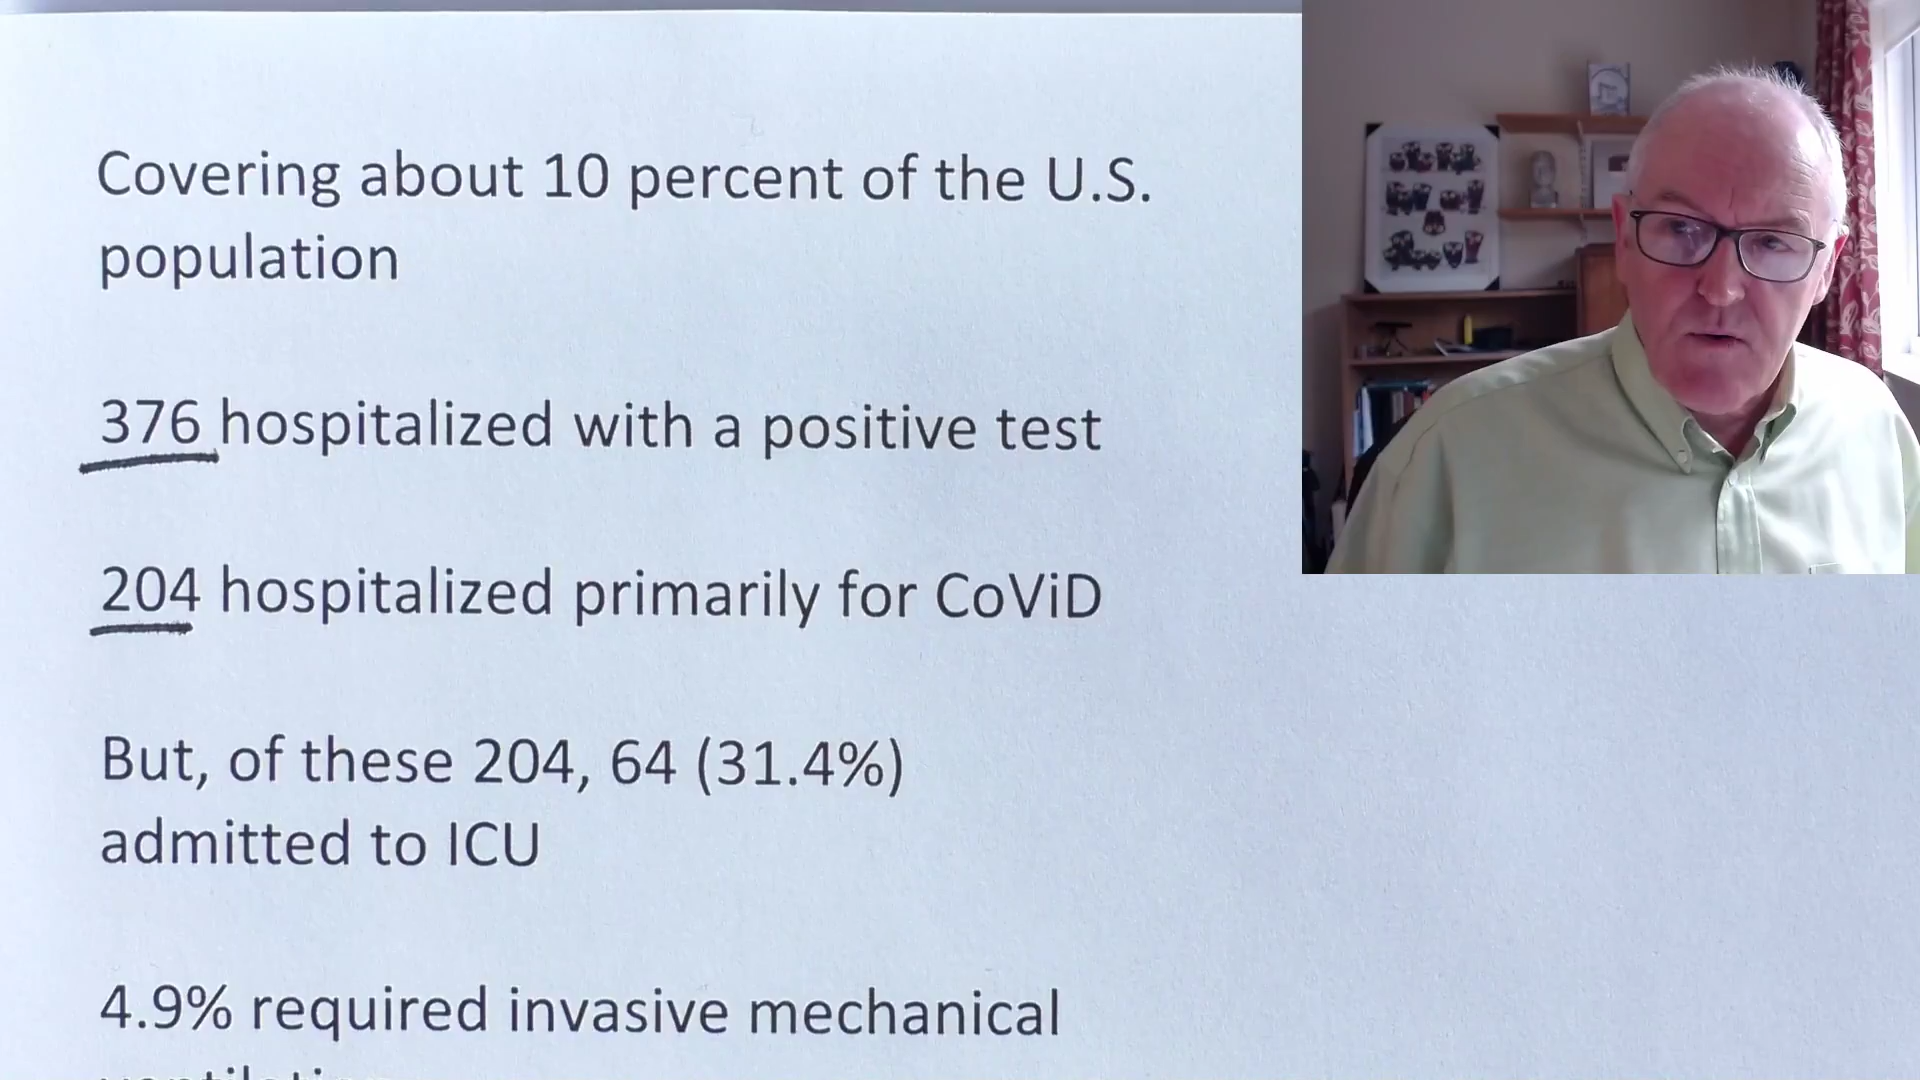 Covering about 10 percent of the U.S.
population
376 hospitalized with a positive test
204 hospitalized primarily for CoViD
But, of these 204, 64 (31.4%)
admitted to ICU
4.9% required invasive mechanical